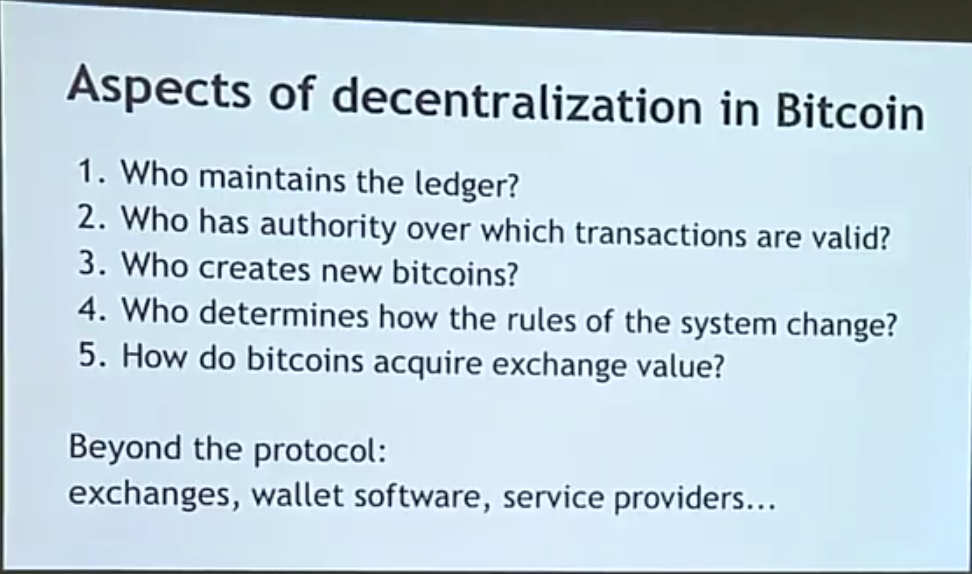 Aspects of decentralization in Bitcoin
1. Who maintains the ledger?
2. Who has authority over which transactions are valid?
3. Who creates new bitcoins?
4. Who determines how the rules of the system change?
5. How do bitcoins acquire exchange value?
Beyond the protocol:
exchanges, wallet software, service providers...